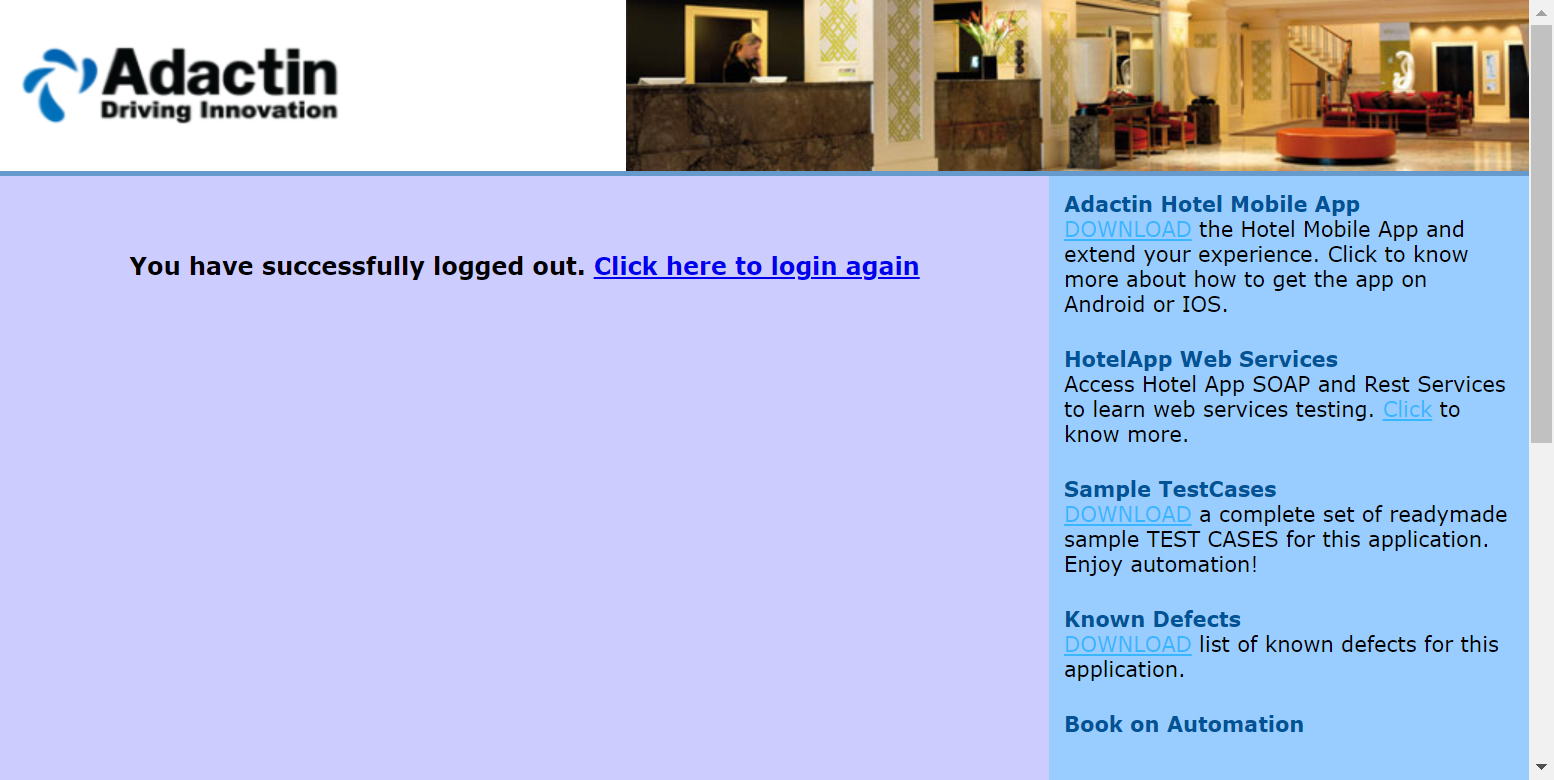 Adactin
Driving Innovation
You have successfully logged out. Click here to login again
Adactin Hotel Mobile App
DOWNLOAD the Hotel Mobile App and
extend your experience. Click to know
more about how to get the app on
Android or IOS.
HotelApp Web Services
Access Hotel App SOAP and Rest Services
to learn web services testing. Click to
know more.
Sample TestCases
DOWNLOAD a complete set of readymade
sample TEST CASES for this application.
Enjoy automation!
Known Defects
DOWNLOAD list of known defects for this
application.
Book on Automation